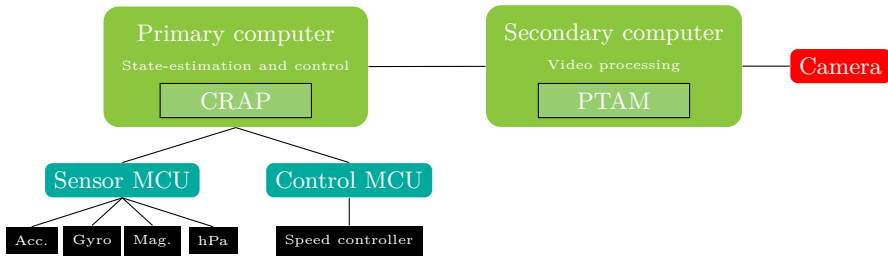 Primary computer
State-estimation and control
CRAP
Secondary computer
Video processing
PTAM
Camera
Sensor MCU
Control MCU
Acc.
Gyro
Mag.
hPa
Speed controller